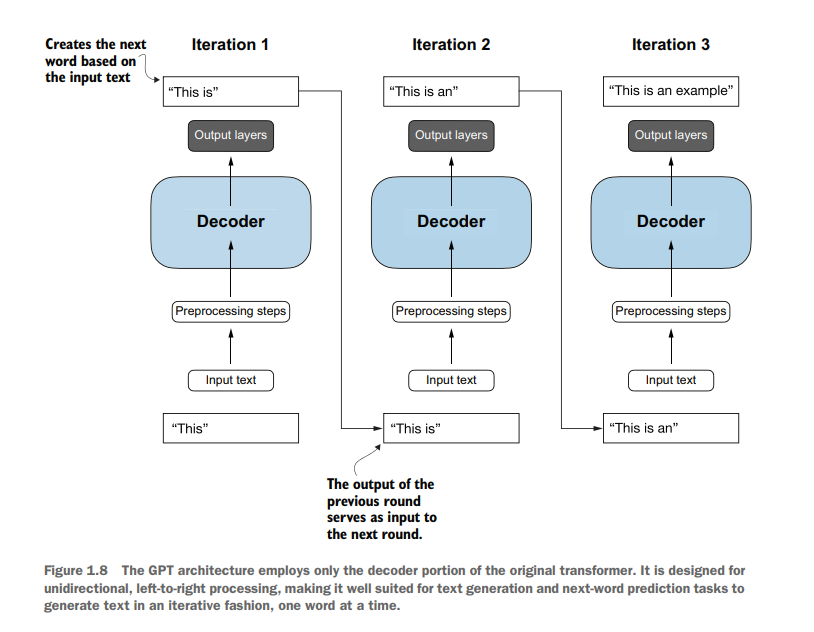 Iteration 1
Iteration 2
Iteration 3
Creates the next
word based on
the input text
“This is”
“This is an”
“This is an example”
Output layers
Output layers
Output layers
Decoder
Decoder
Decoder
Preprocessing steps
Preprocessing steps
Preprocessing steps
Input text
Input text
Input text
“This”
“This is”
“This is an”
The output of the
previous round
serves as input to
the next round.
Figure 1.8 The GPT architecture employs only the decoder portion of the original transformer. It is designed for
unidirectional, left-to-right processing, making it well suited for text generation and next-word prediction tasks to
generate text in an iterative fashion, one word at a time.